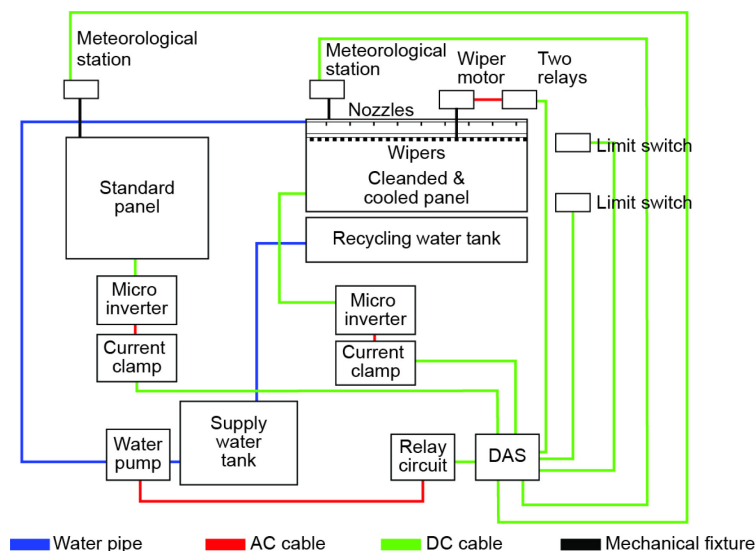 Meteorological
station
Meteorological
station
Wiper
motor
Two
relays
Nozzles
Wipers
Cleanded &
cooled panel
Limit switch
Limit switch
Standard
panel
Recycling water tank
Micro
inverter
Current
clamp
Micro
inverter
Current
clamp
Supply
water
tank
Water
pump
Relay
circuit
DAS
Water pipe
AC cable
DC cable
Mechanical fixture